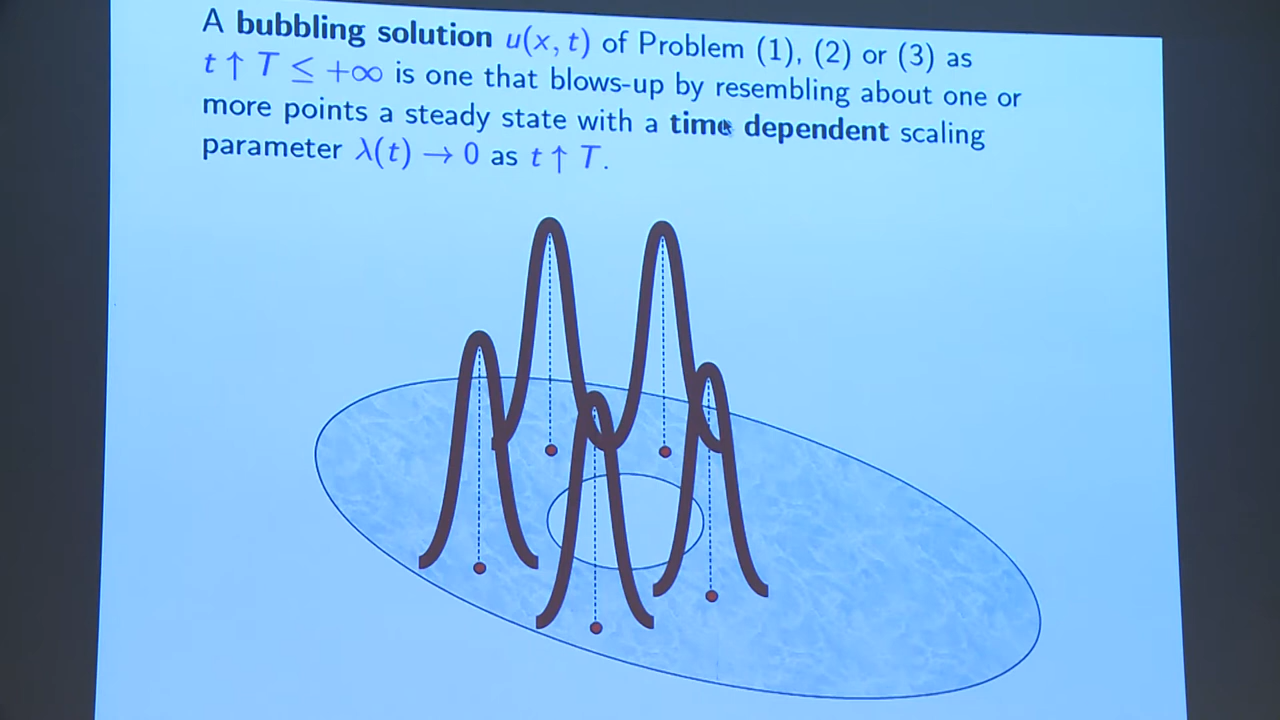 A bubbling solution u(x, t) of Problem (1), (2) or (3) as
t ↑ T ≤ +∞ is one that blows-up by resembling about one or
more points a steady state with a time dependent scaling
parameter λ(t) → 0 as t ↑ T.